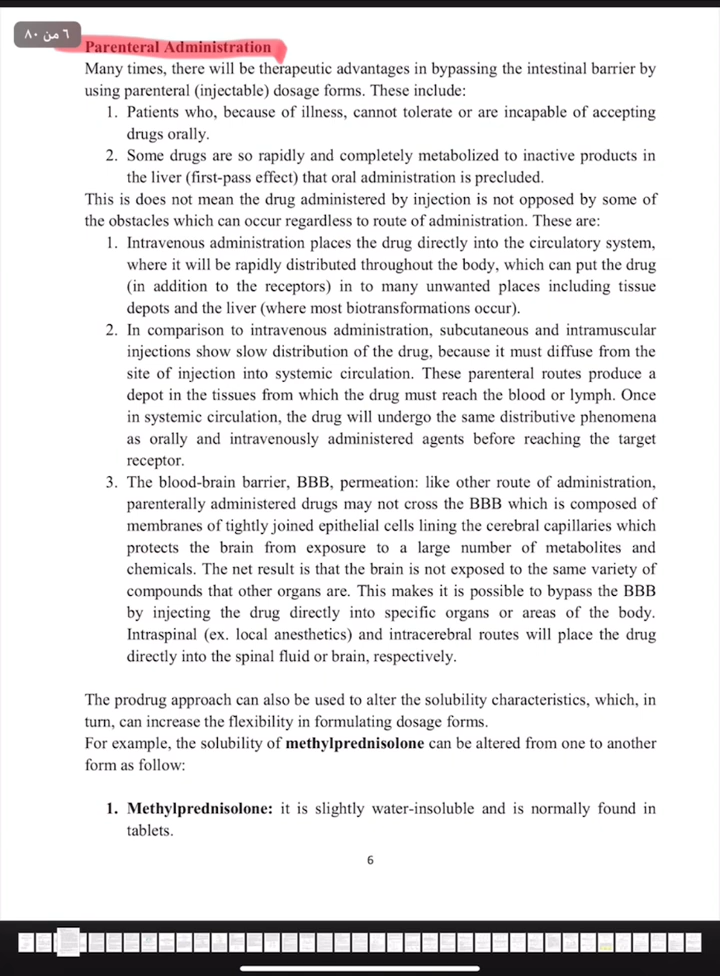 ٦ من ٨٠
Parenteral Administration
Many times, there will be therapeutic advantages in bypassing the intestinal barrier by
using parenteral (injectable) dosage forms. These include:
1. Patients who, because of illness, cannot tolerate or are incapable of accepting
drugs orally.
2. Some drugs are so rapidly and completely metabolized to inactive products in
the liver (first-pass effect) that oral administration is precluded.
This is does not mean the drug administered by injection is not opposed by some of
the obstacles which can occur regardless to route of administration. These are:
1. Intravenous administration places the drug directly into the circulatory system,
where it will be rapidly distributed throughout the body, which can put the drug
(in addition to the receptors) in to many unwanted places including tissue
depots and the liver (where most biotransformations occur).
2. In comparison to intravenous administration, subcutaneous and intramuscular
injections show slow distribution of the drug, because it must diffuse from the
site of injection into systemic circulation. These parenteral routes produce a
depot in the tissues from which the drug must reach the blood or lymph. Once
in systemic circulation, the drug will undergo the same distributive phenomena
as orally and intravenously administered agents before reaching the target
receptor.
3. The blood-brain barrier, BBB, permeation: like other route of administration,
parenterally administered drugs may not cross the BBB which is composed of
membranes of tightly joined epithelial cells lining the cerebral capillaries which
protects the brain from exposure to a large number of metabolites and
chemicals. The net result is that the brain is not exposed to the same variety of
compounds that other organs are. This makes it is possible to bypass the BBB
by injecting the drug directly into specific organs or areas of the body.
Intraspinal (ex. local anesthetics) and intracerebral routes will place the drug
directly into the spinal fluid or brain, respectively.
The prodrug approach can also be used to alter the solubility characteristics, which, in
turn, can increase the flexibility in formulating dosage forms.
For example, the solubility of methylprednisolone can be altered from one to another
form as follow:
1. Methylprednisolone: it is slightly water-insoluble and is normally found in
tablets.
6